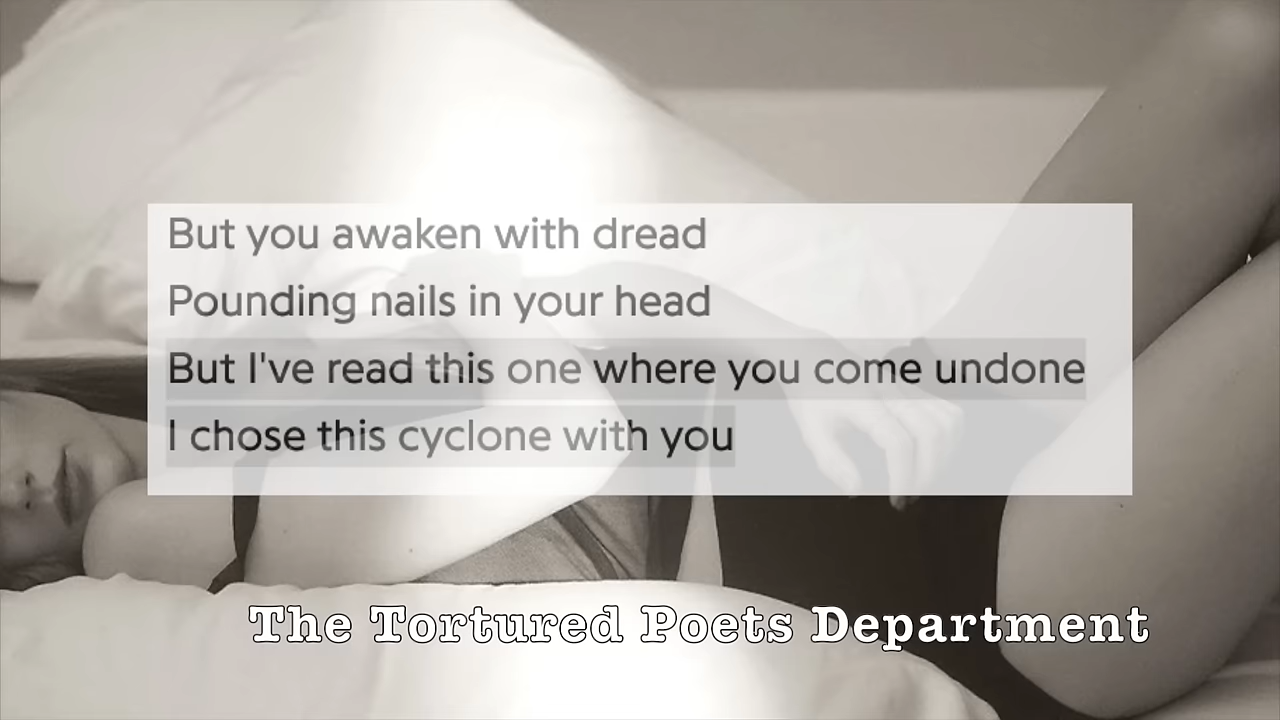 But you awaken with dread
Pounding nails in your head
But I've read this one where you come undone
I chose this cyclone with you
The Tortured Poets Department